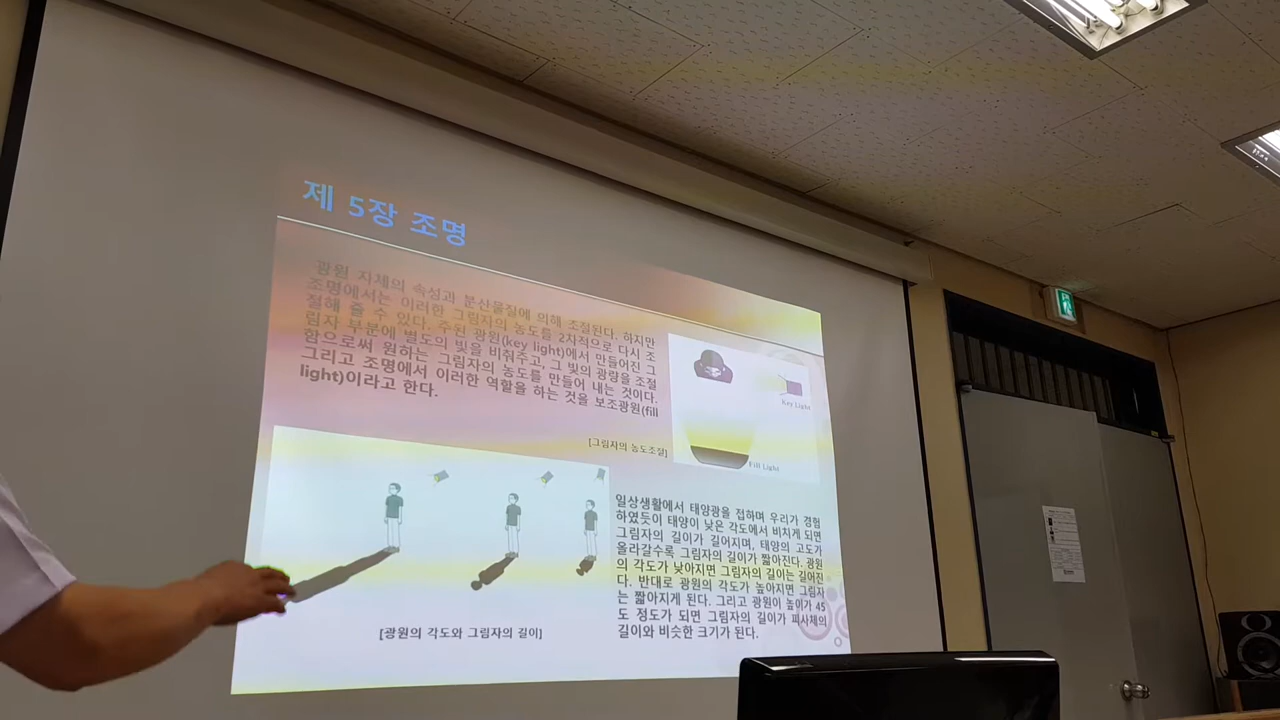 제 5장 조명
광원 자체의 속성과 분산물질에 의해 조절된다. 하지만
조명에서는 이러한 그림자의 농도를 2차적으로 다시 조
절해 줄 수 있다. 주된 광원(key light)에서 만들어진 그
림자 부분에 별도의 빛을 비춰주고, 그 빛의 광량을 조절
함으로써 원하는 그림자의 농도를 만들어 내는 것이다.
그리고 조명에서 이러한 역할을 하는 것을 보조광원(fill
light)이라고 한다.
Key Light
Fill Light
[그림자의 농도조절]
일상생활에서 태양광을 접하며 우리가 경험
하였듯이 태양이 낮은 각도에서 비치게 되면
그림자의 길이가 길어지며, 태양의 고도가
올라갈수록 그림자의 길이가 짧아진다. 광원
의 각도가 낮아지면 그림자의 길이는 길어진
다. 반대로 광원의 각도가 높아지면 그림자
는 짧아지게 된다. 그리고 광원이 높이가 45
도 정도가 되면 그림자의 길이가 피사체의
길이와 비슷한 크기가 된다.
[광원의 각도와 그림자의 길이]